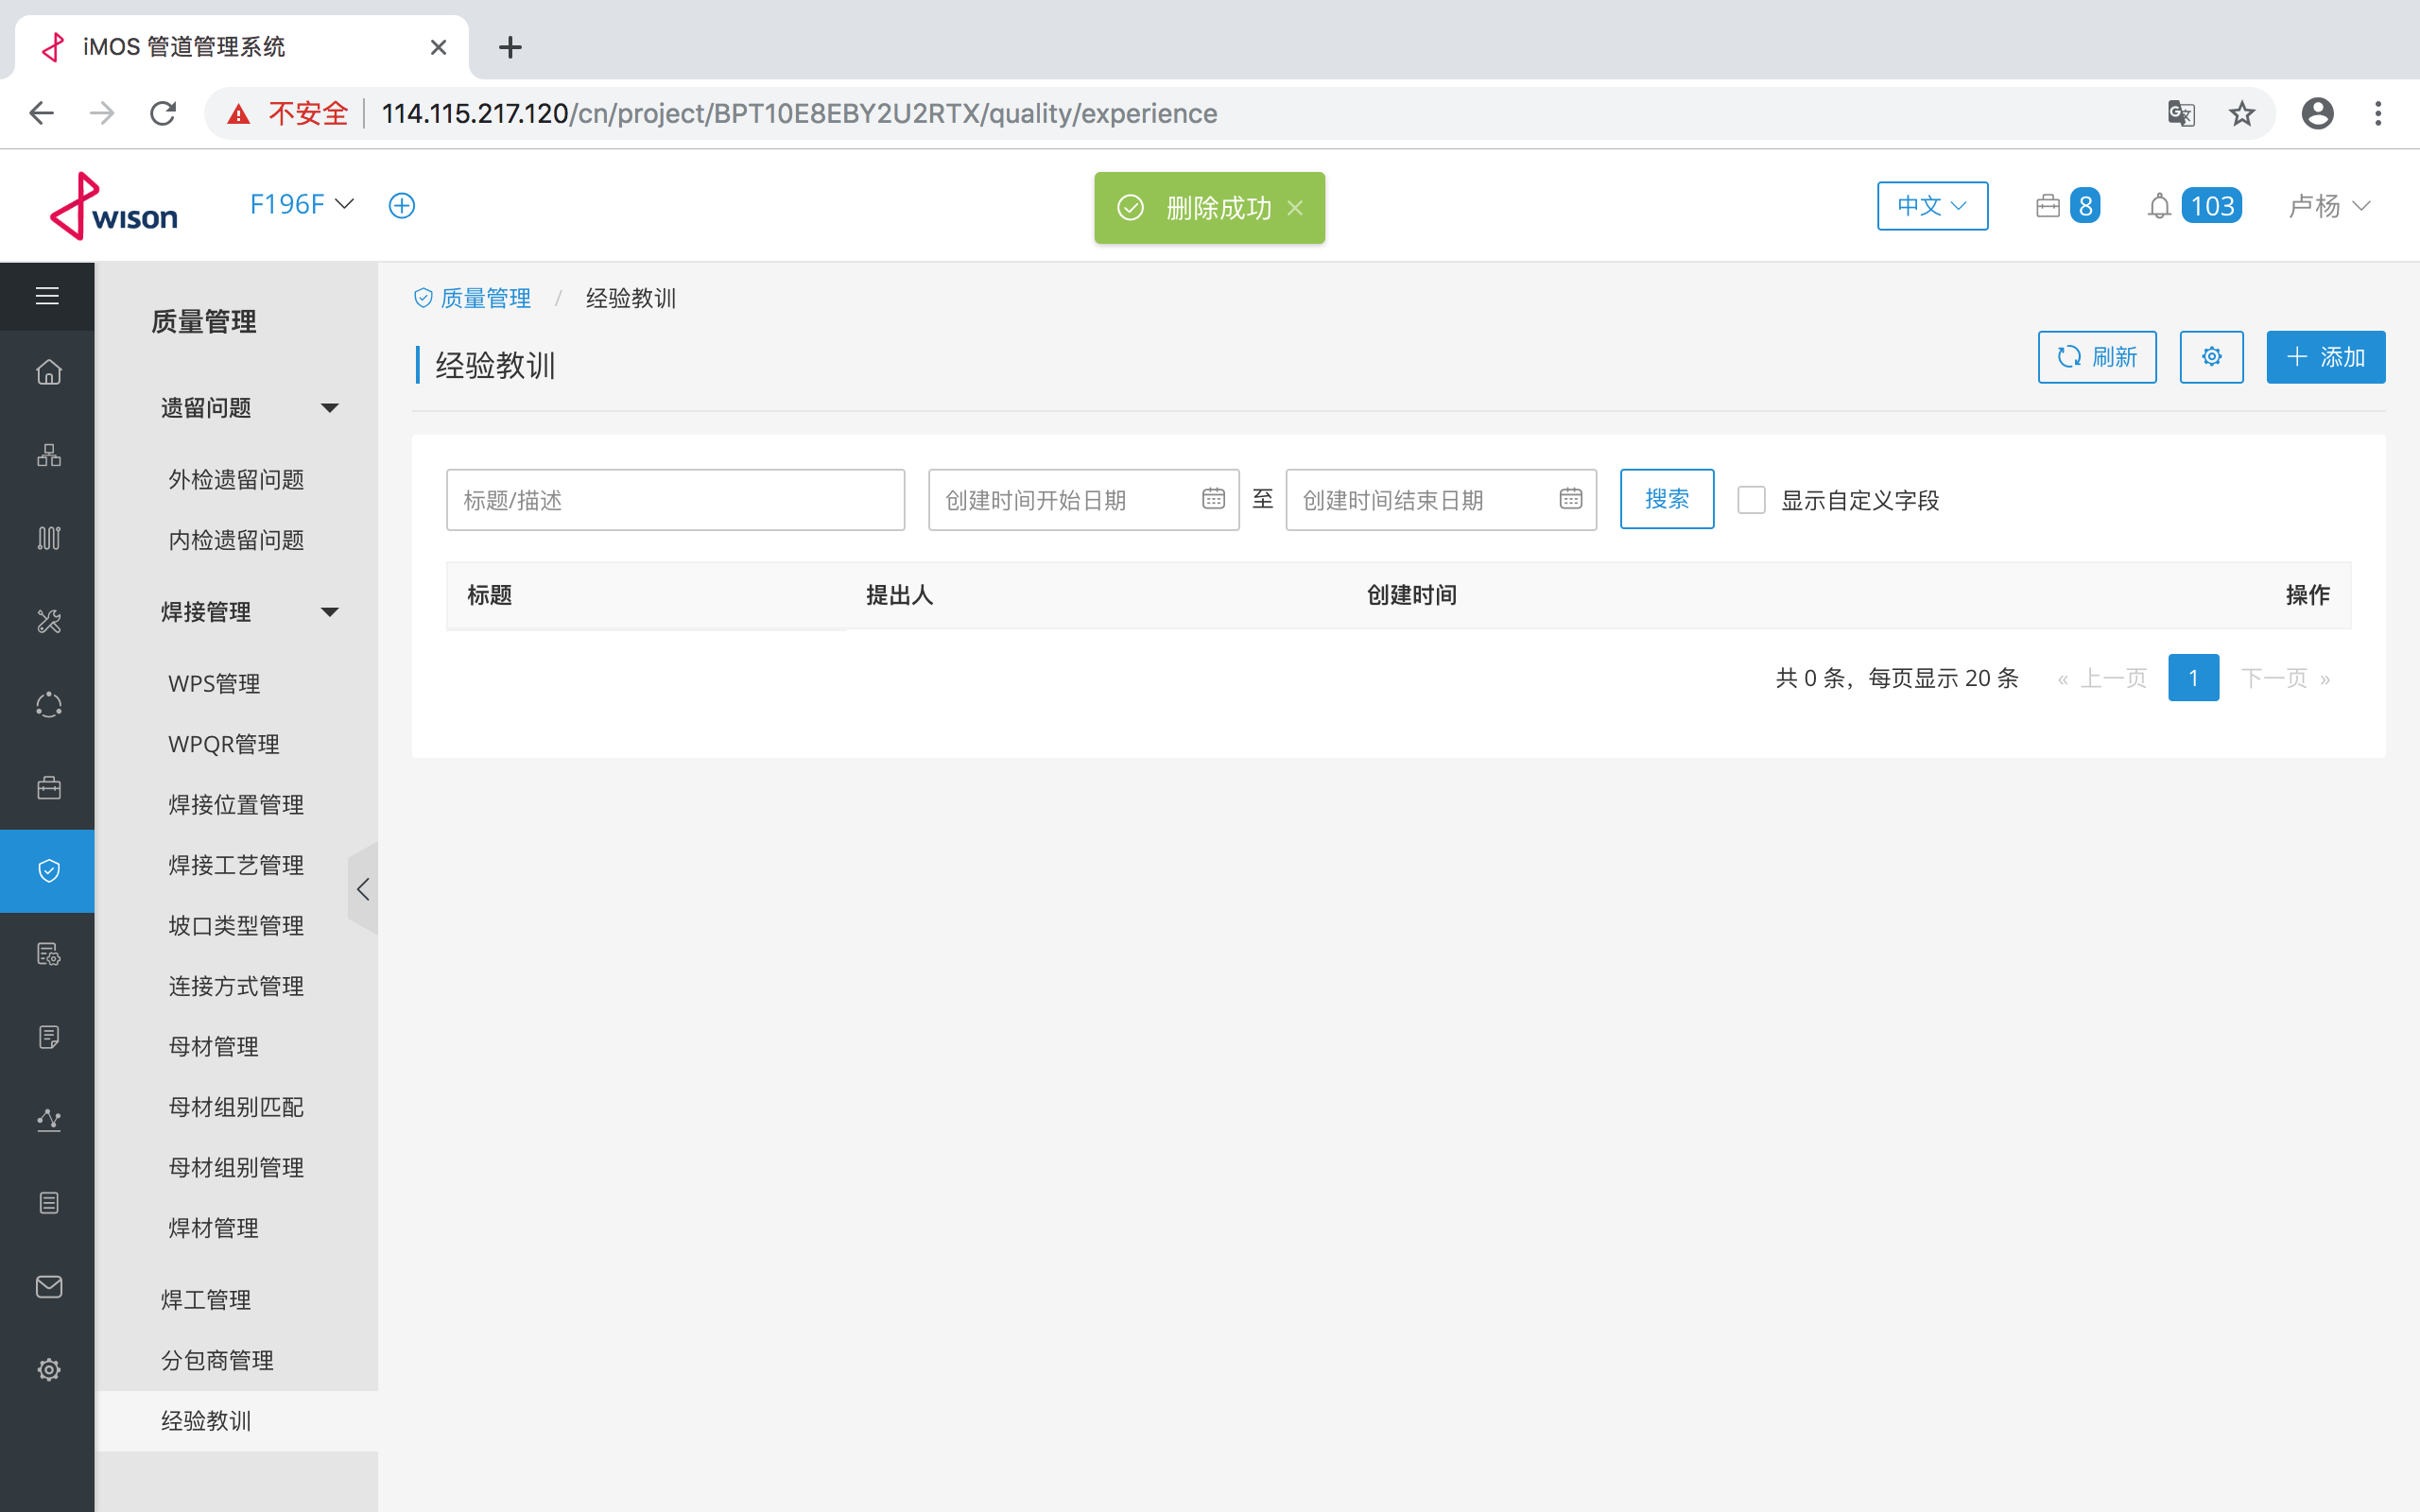 iMOS 管道管理系统
不安全 114.115.217.120/cn/project/BPT10E8EBY2U2RTX/quality/experience
wison F196F 删除成功 中文 8 103 卢杨
质量管理 / 经验教训
质量管理
经验教训 刷新 添加
遗留问题
外检遗留问题
内检遗留问题
焊接管理
WPS管理
WPQR管理
焊接位置管理
焊接工艺管理
坡口类型管理
连接方式管理
母材管理
母材组别匹配
母材组别管理
焊材管理
焊工管理
分包商管理
经验教训
标题/描述 创建时间开始日期 至 创建时间结束日期 搜索 显示自定义字段
标题 提出人 创建时间 操作
共 0 条，每页显示 20 条 « 上一页 1 下一页 »